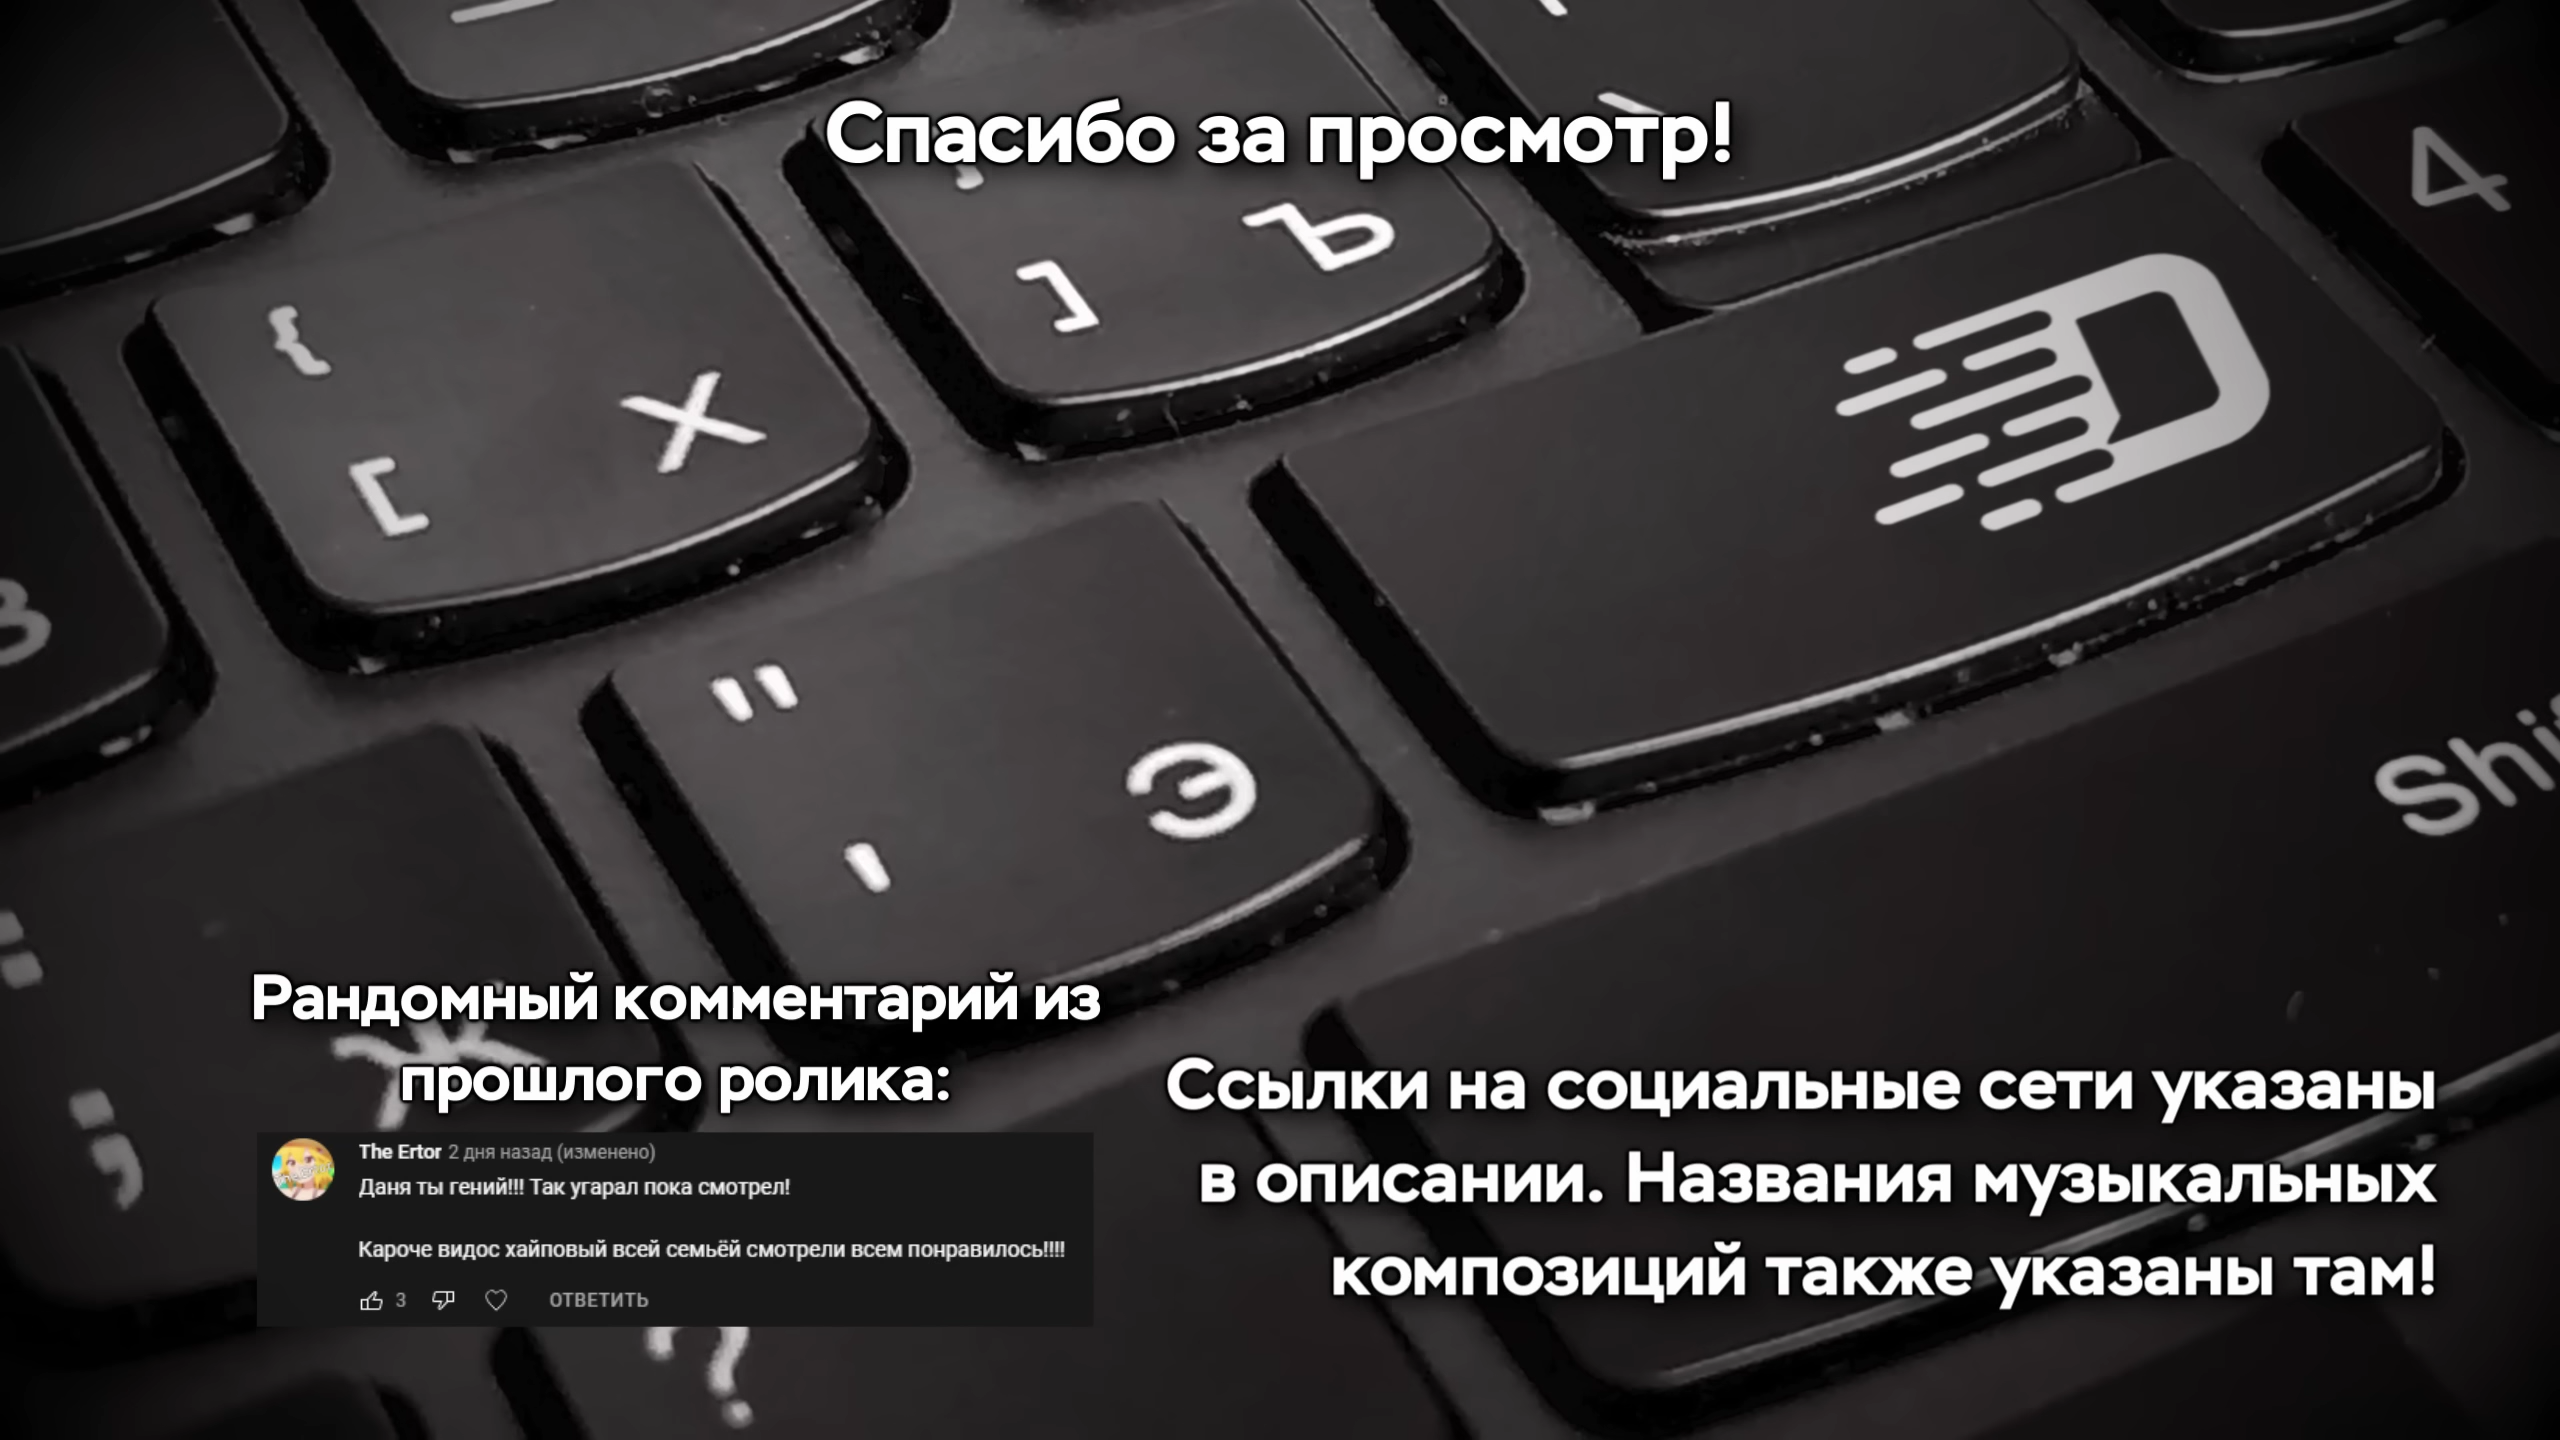 Спасибо за просмотр!
4
Ъ
]
{
Х
[
"
Э
'
Shi
Ж
;
?
Рандомный комментарий из
прошлого ролика:
The Ertor 2 дня назад (изменено)
Даня ты гений!!! Так угарал пока смотрел!
Кароче видос хайповый всей семьёй смотрели всем понравилось!!!!
3
ОТВЕТИТЬ
Ссылки на социальные сети указаны
в описании. Названия музыкальных
композиций также указаны там!